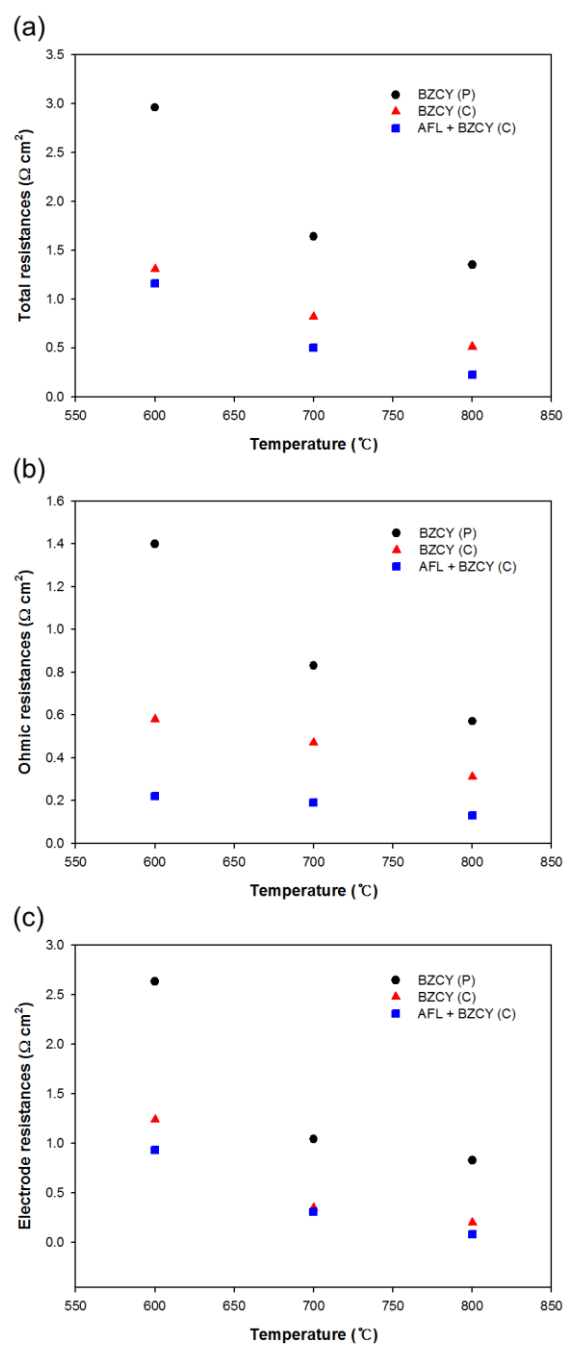 (a)
Total resistances (Ω cm²)
3.5
3.0
2.5
2.0
1.5
1.0
0.5
0.0
BZCY (P)
BZCY (C)
AFL + BZCY (C)
550 600 650 700 750 800 850
Temperature (℃)
(b)
Ohmic resistances (Ω cm²)
1.6
1.4
1.2
1.0
0.8
0.6
0.4
0.2
0.0
BZCY (P)
BZCY (C)
AFL + BZCY (C)
550 600 650 700 750 800 850
Temperature (℃)
(c)
Electrode resistances (Ω cm²)
3.0
2.5
2.0
1.5
1.0
0.5
0.0
BZCY (P)
BZCY (C)
AFL + BZCY (C)
550 600 650 700 750 800 850
Temperature (℃)